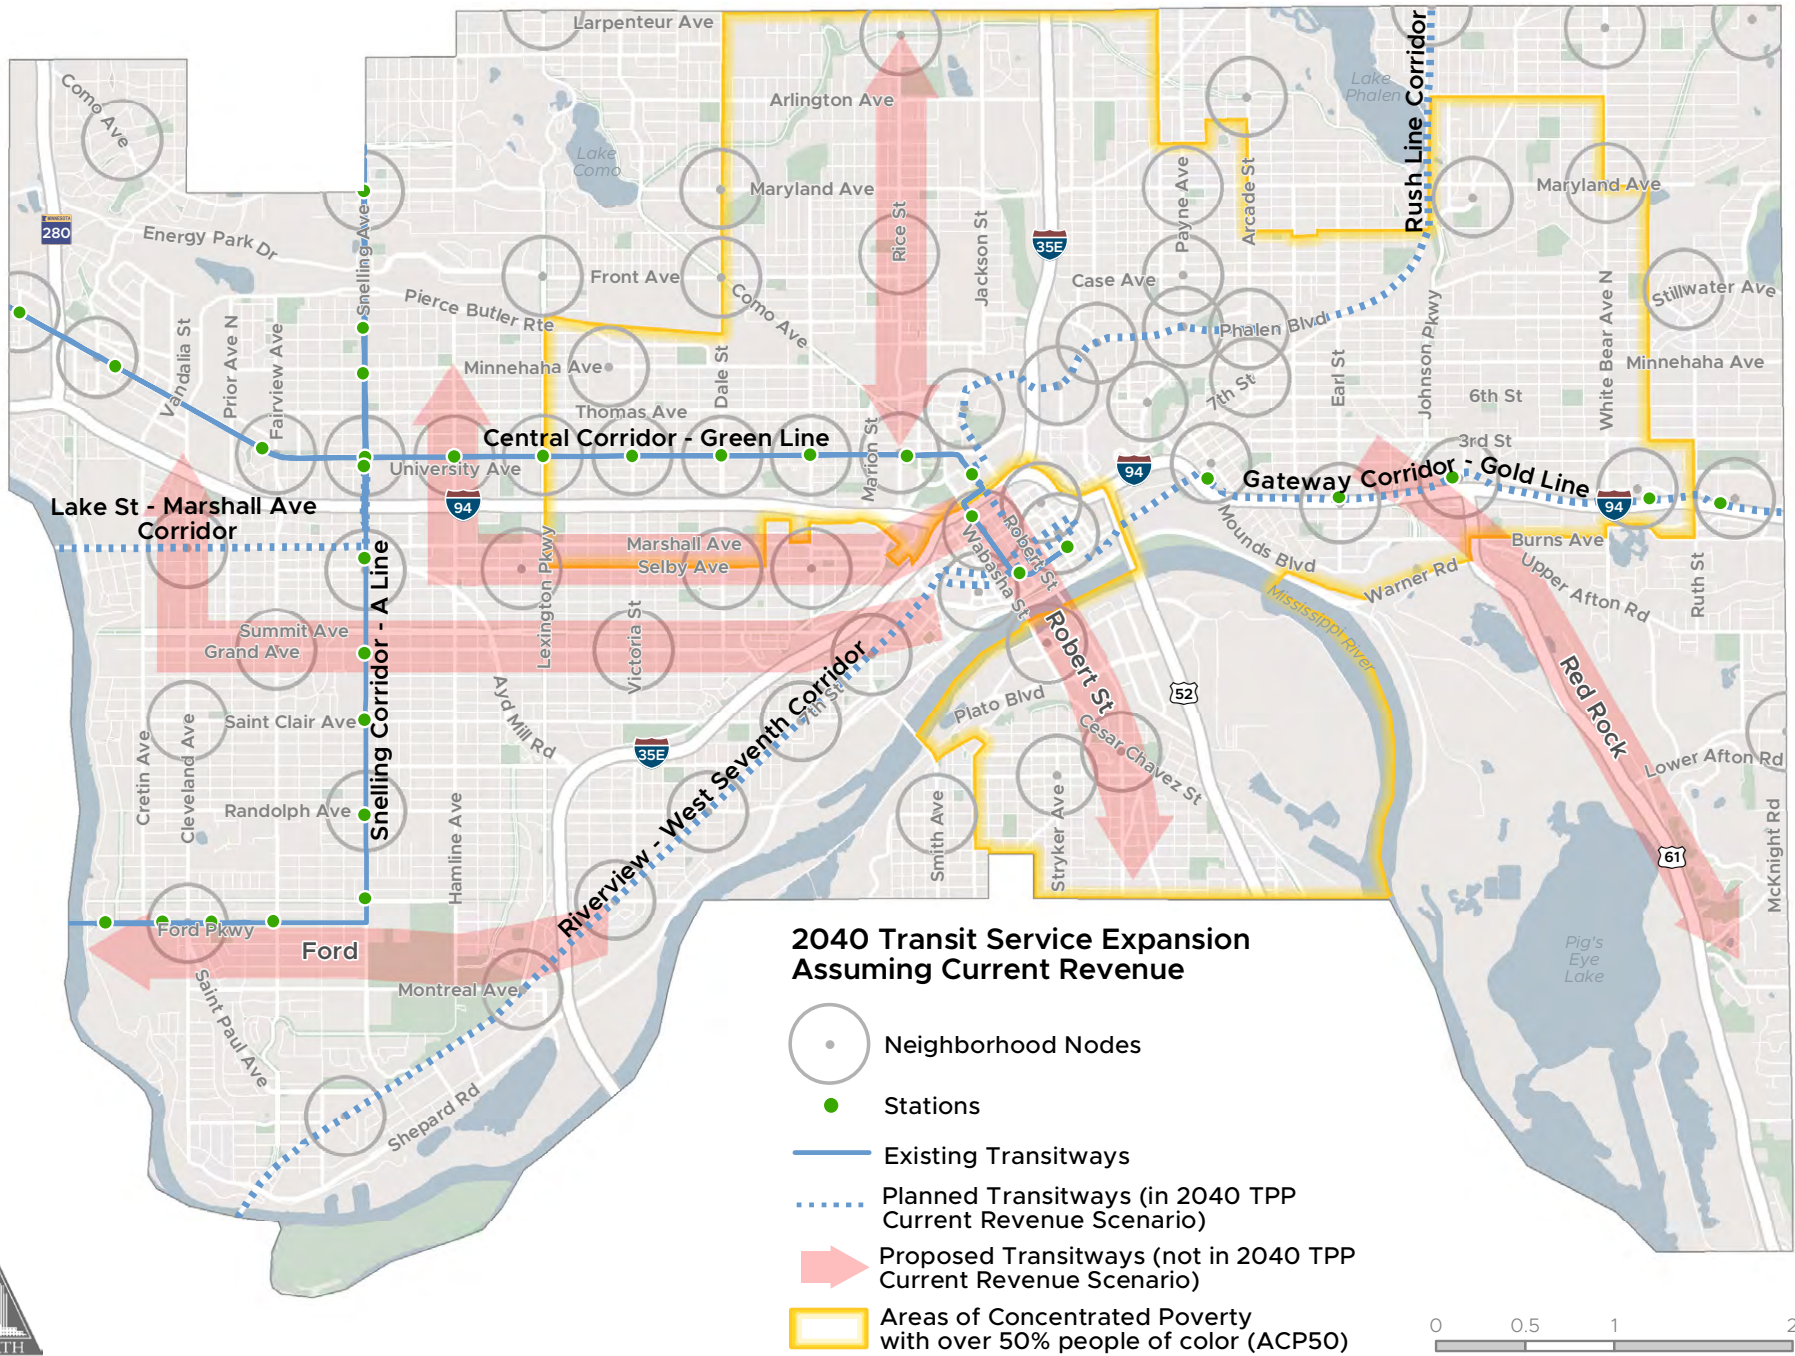 Larpenteur Ave
Como Ave
Arlington Ave
Lake
Phalen
Rush Line Corridor
Lake
Como
Maryland Ave
Maryland Ave
Payne Ave
Arcade St
MINNESOTA
280
Energy Park Dr
Snelling Ave
Rice St
Jackson St
35E
Front Ave
Case Ave
Pierce Butler Rte
Como Ave
Stillwater Ave
Phalen Blvd
Vandalia St
Prior Ave N
Fairview Ave
Minnehaha Ave
Dale St
7th St
Earl St
Johnson Pkwy
White Bear Ave N
Minnehaha Ave
Thomas Ave
6th St
Central Corridor - Green Line
Marion St
3rd St
University Ave
94
94
Gateway Corridor - Gold Line
94
Lake St - Marshall Ave
Corridor
Lexington Pkwy
Marshall Ave
Selby Ave
Robert St
Wabasha St
Mounds Blvd
Burns Ave
Warner Rd
Upper Afton Rd
Ruth St
Mississippi River
Snelling Corridor - A Line
Summit Ave
Grand Ave
Victoria St
Robert St
Red Rock
52
Ayd Mill Rd
Saint Clair Ave
Cretin Ave
Cleveland Ave
35E
7th St
Riverview - West Seventh Corridor
Plato Blvd
Cesar Chavez St
Lower Afton Rd
Randolph Ave
Hamline Ave
Smith Ave
Stryker Ave
61
McKnight Rd
Ford Pkwy
Ford
Montreal Ave
Saint Paul Ave
Shepard Rd
Pig's
Eye
Lake
2040 Transit Service Expansion
Assuming Current Revenue
Neighborhood Nodes
Stations
Existing Transitways
Planned Transitways (in 2040 TPP
Current Revenue Scenario)
Proposed Transitways (not in 2040 TPP
Current Revenue Scenario)
Areas of Concentrated Poverty
with over 50% people of color (ACP50)
0 0.5 1 2